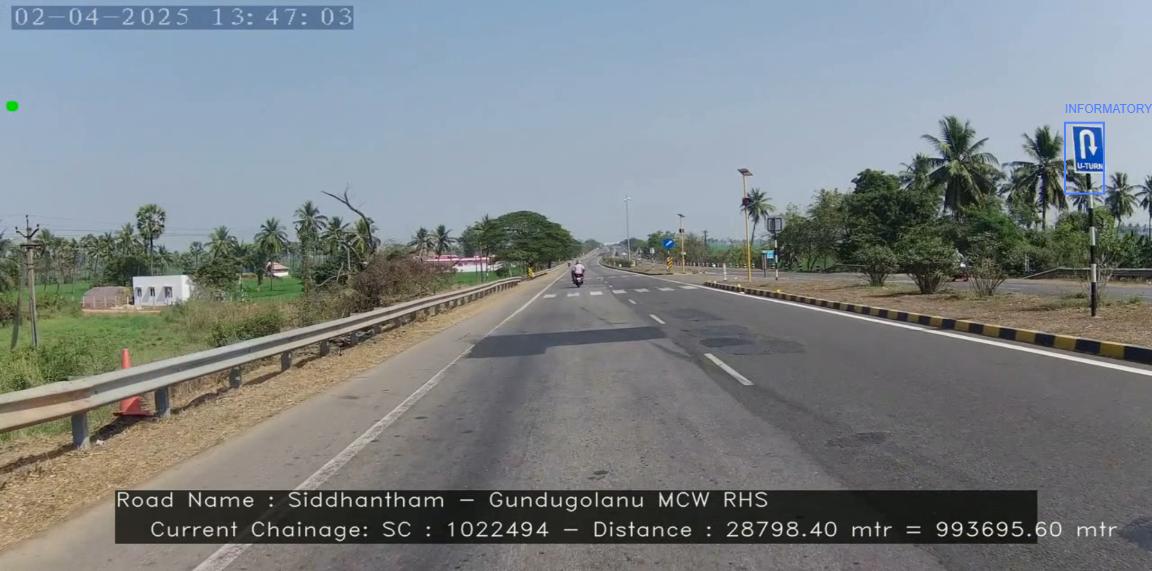 02-04-2025 13:47:03
INFORMATORY
U-TURN
Road Name : Siddhantham - Gundugolanu MCW RHS
Current Chainage: SC : 1022494 - Distance : 28798.40 mtr = 993695.60 mtr